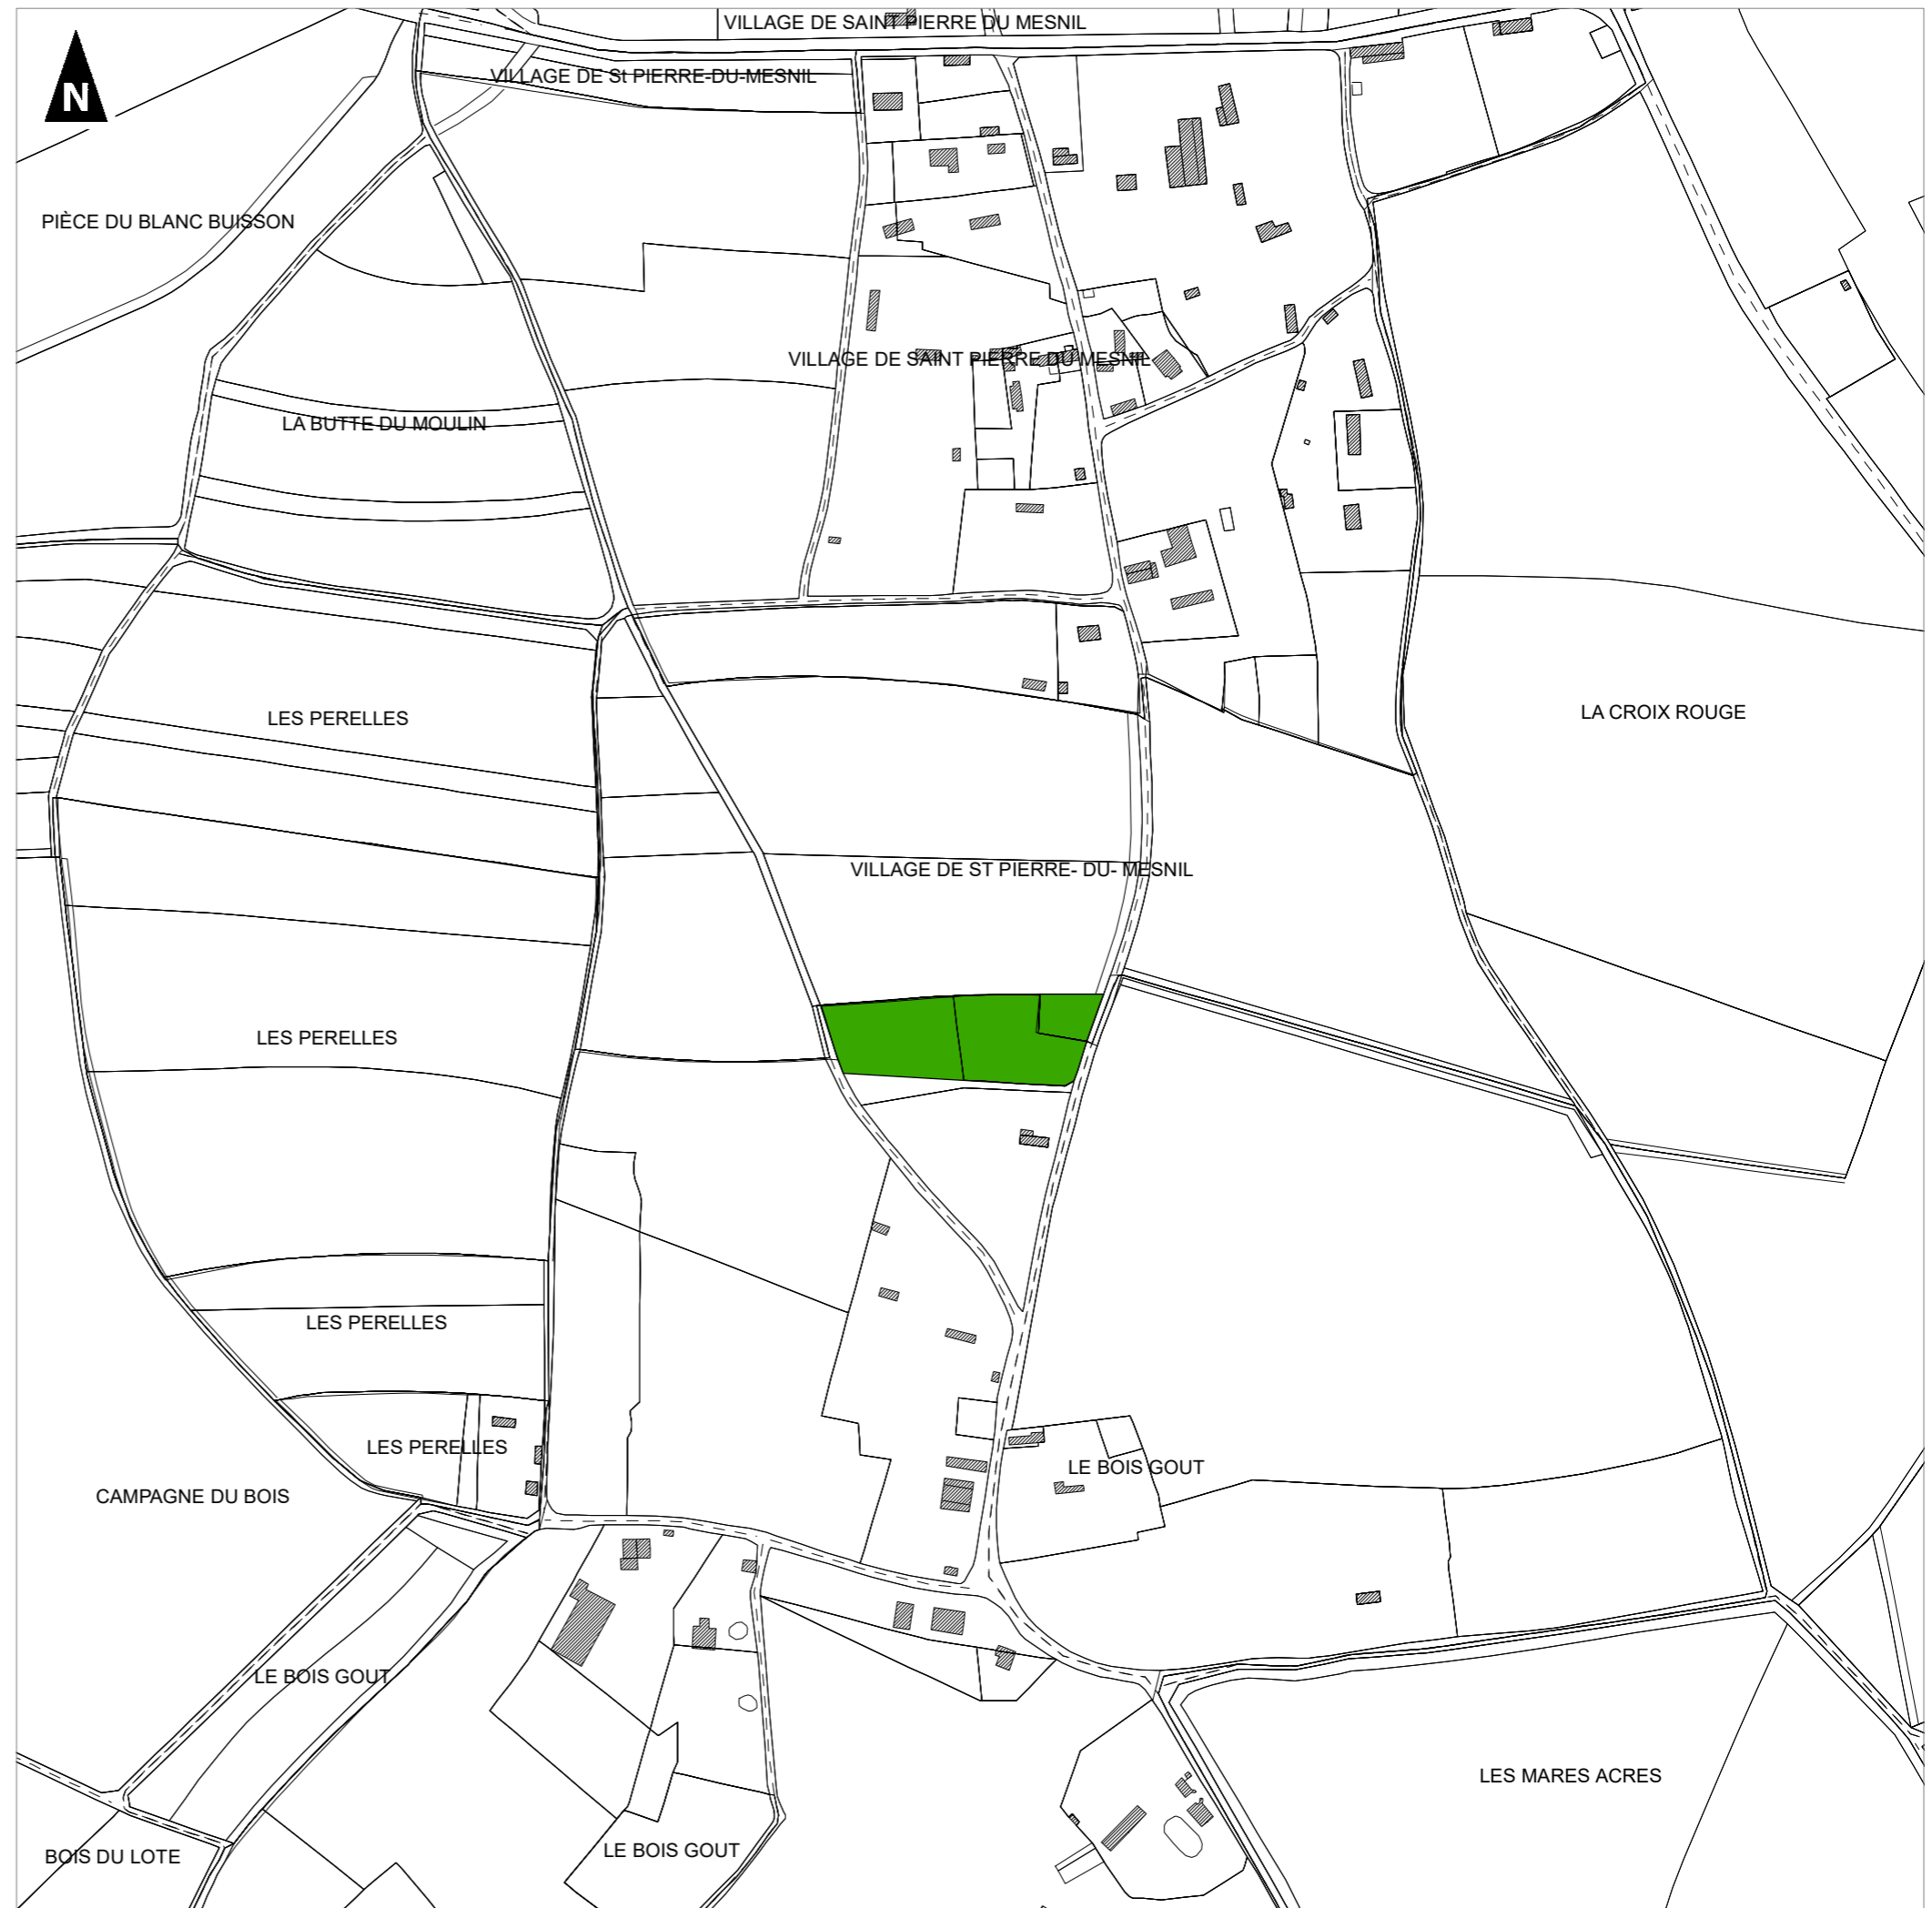 VILLAGE DE SAINT PIERRE DU MESNIL
VILLAGE DE St PIERRE-DU-MESNIL
N
PIÈCE DU BLANC BUISSON
VILLAGE DE SAINT PIERRE DU MESNIL
LA BUTTE DU MOULIN
LES PERELLES
LA CROIX ROUGE
VILLAGE DE ST PIERRE- DU- MESNIL
LES PERELLES
LES PERELLES
LES PERELLES
LE BOIS GOUT
CAMPAGNE DU BOIS
LE BOIS GOUT
LES MARES ACRES
LE BOIS GOUT
BOIS DU LOTE